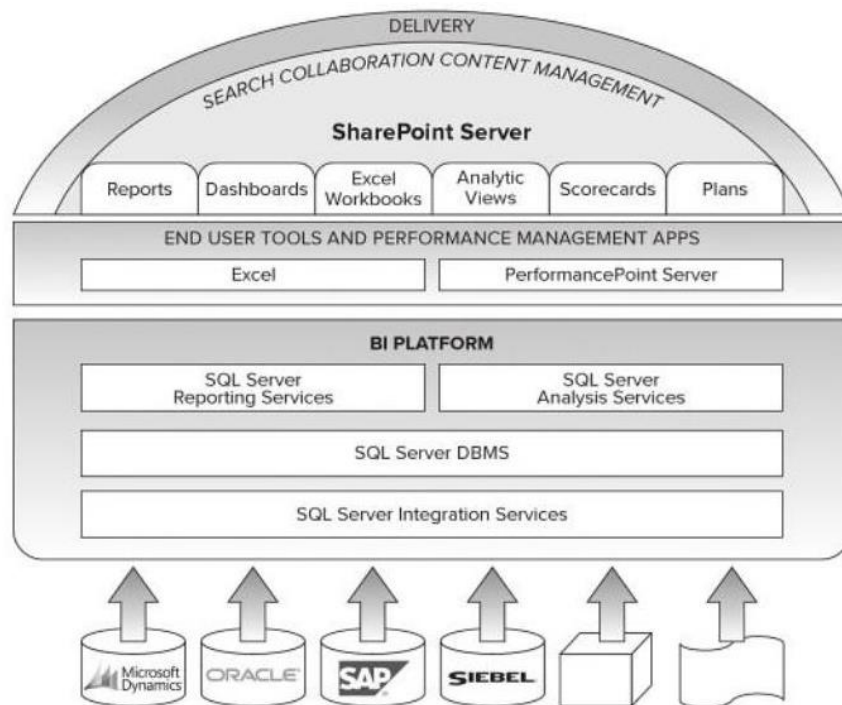 DELIVERY
SEARCH COLLABORATION CONTENT MANAGEMENT
SharePoint Server
Reports
Dashboards
Excel
Workbooks
Analytic
Views
Scorecards
Plans
END USER TOOLS AND PERFORMANCE MANAGEMENT APPS
Excel
PerformancePoint Server
BI PLATFORM
SQL Server
Reporting Services
SQL Server
Analysis Services
SQL Server DBMS
SQL Server Integration Services
Microsoft
Dynamics
ORACLE
SAP
SIEBEL